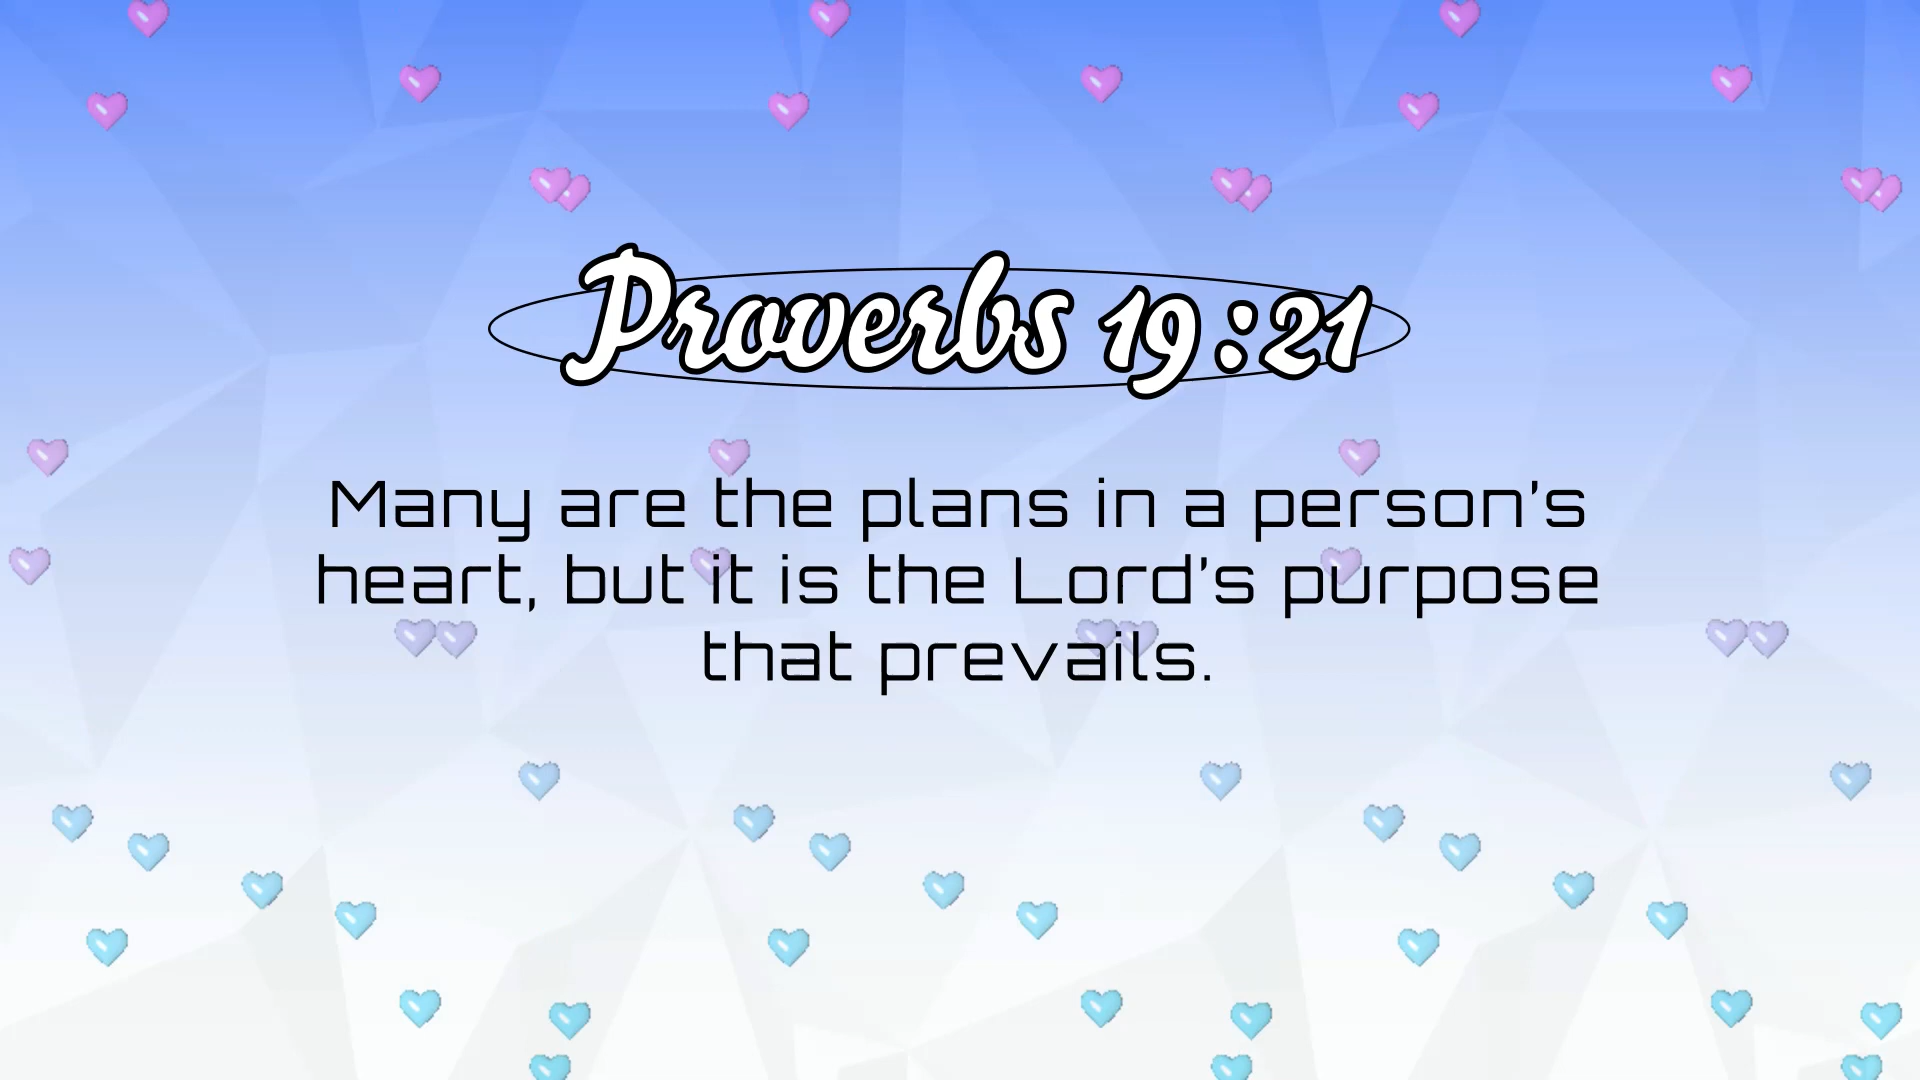 Proverbs 19:21
Many are the plans in a person's
heart, but it is the Lord's purpose
that prevails.